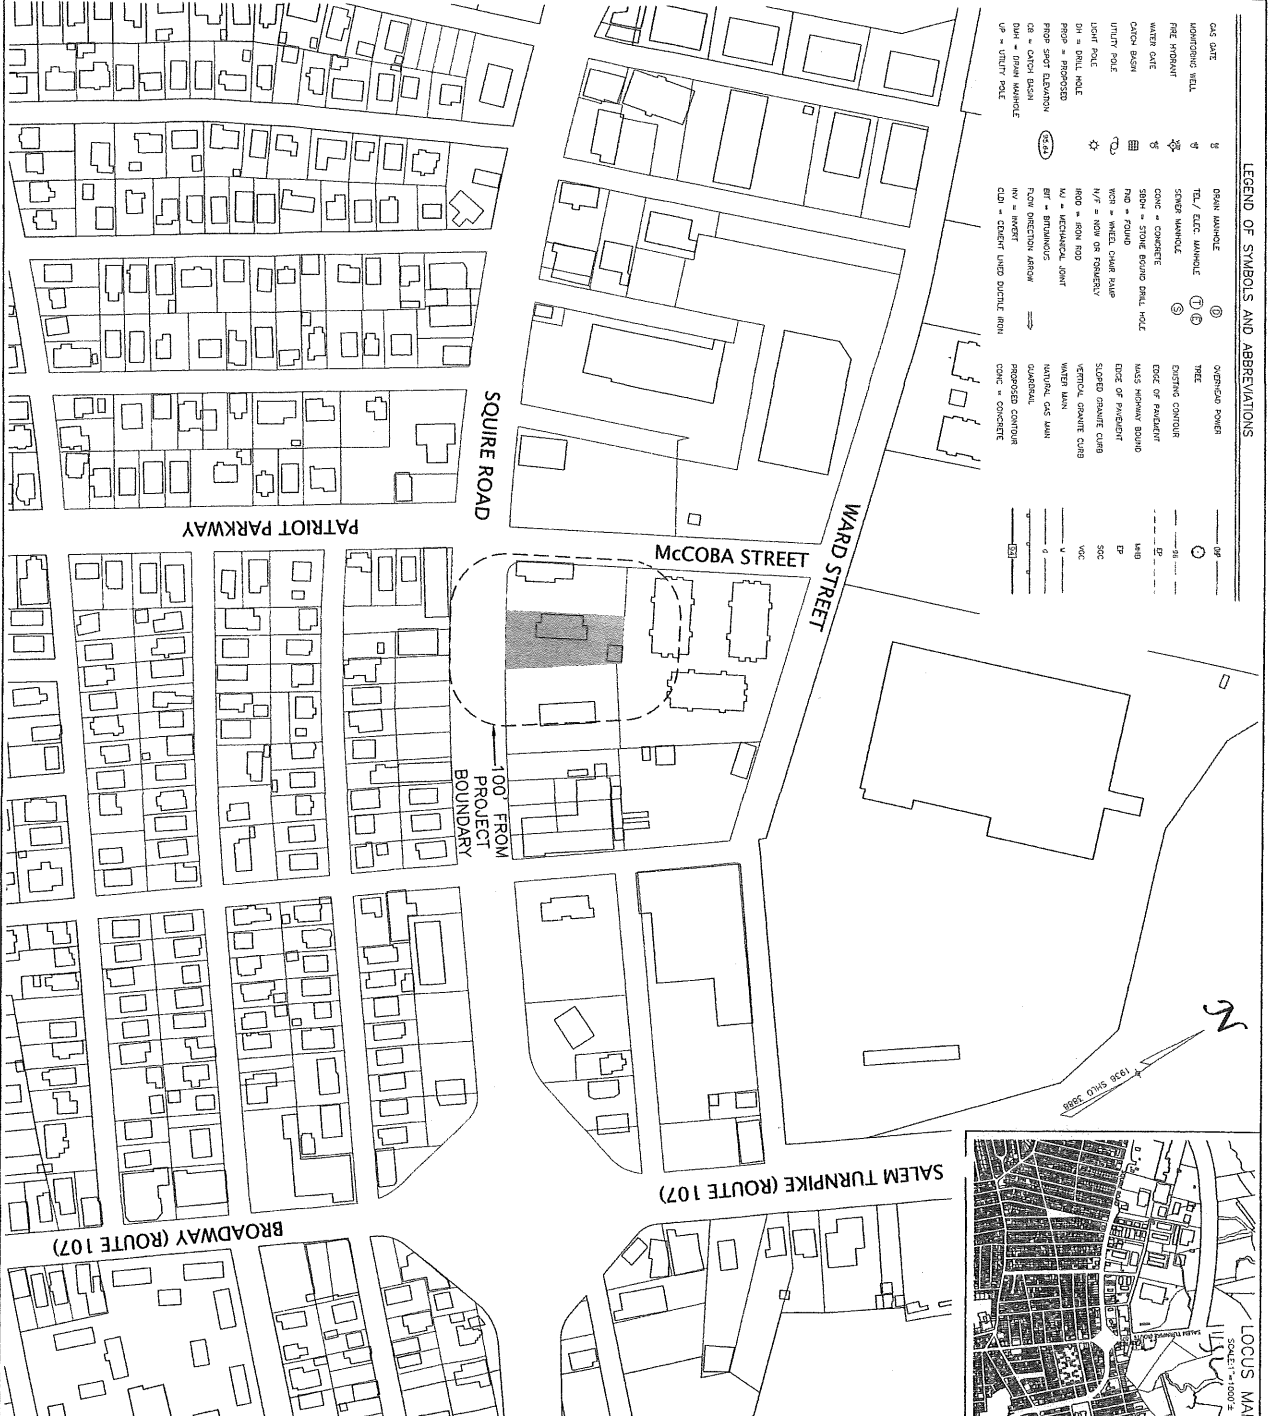 LEGEND OF SYMBOLS AND ABBREVIATIONS
GAS GATE
MONITORING WELL
FIRE HYDRANT
WATER GATE
CATCH BASIN
UTILITY POLE
LIGHT POLE
DH = DRILL HOLE
PROP = PROPOSED
PROP SPOT ELEVATION
95.64
CB = CATCH BASIN
DMH = DRAIN MANHOLE
UP = UTILITY POLE
DRAIN MANHOLE
D
TEL/ ELEC. MANHOLE
T E
SEWER MANHOLE
S
CONC = CONCRETE
SBDH = STONE BOUND DRILL HOLE
FND = FOUND
WCR = WHEEL CHAIR RAMP
N/F = NOW OR FORMERLY
IROD = IRON ROD
MJ = MECHANICAL JOINT
BIT = BITUMINOUS
FLOW DIRECTION ARROW
INV = INVERT
CLDI = CEMENT LINED DUCTILE IRON
OVERHEAD POWER
TREE
EXISTING CONTOUR
EDGE OF PAVEMENT
EP
MASS HIGHWAY BOUND
MHB
EDGE OF PAVEMENT
EP
SLOPED GRANITE CURB
SGC
VERTICAL GRANITE CURB
VGC
WATER MAIN
W
NATURAL GAS MAIN
G
GUARDRAIL
PROPOSED CONTOUR
CONC = CONCRETE
SQUIRE ROAD
PATRIOT PARKWAY
McCOBA STREET
WARD STREET
100' FROM
PROJECT
BOUNDARY
SALEM TURNPIKE (ROUTE 107)
BROADWAY (ROUTE 107)
N
1936 SHLO 3888
LOCUS MA
SCALE:1"=1000'±